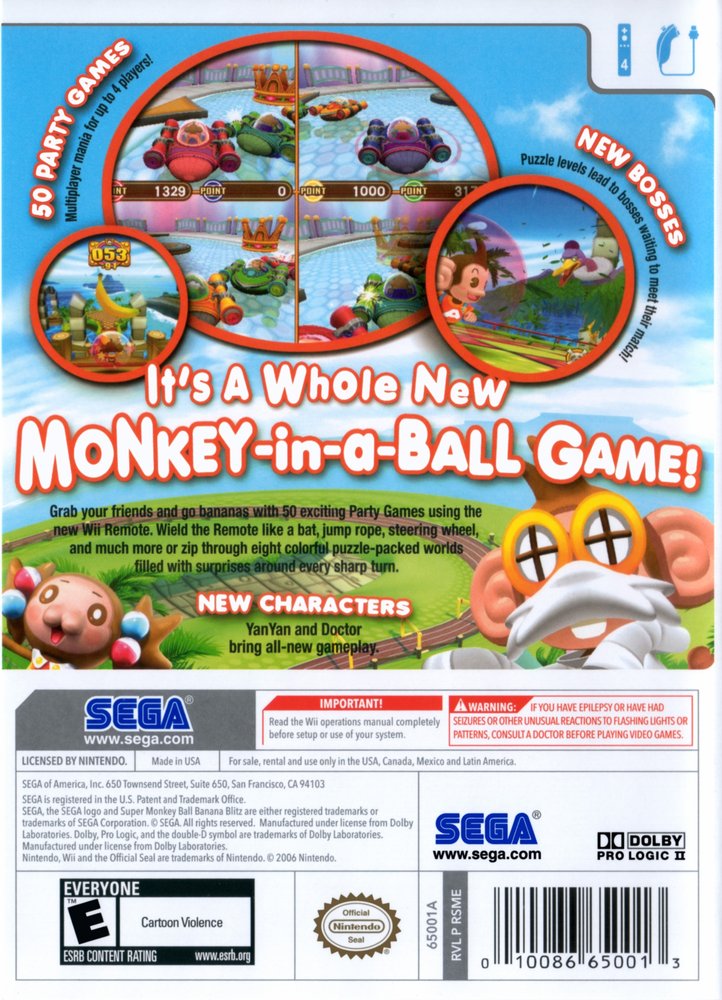 4
50 PARTY GAMES
Multiplayer mania for up to 4 players!
NEW BOSSES
Puzzle levels lead to bosses waiting to meet their match!
INT 1329 POINT 0
POINT 1000 POINT 317
053
It's A Whole New
MONKEY-in-a-BALL GAME!
Grab your friends and go bananas with 50 exciting Party Games using the
new Wii Remote. Wield the Remote like a bat, jump rope, steering wheel,
and much more or zip through eight colorful puzzle-packed worlds
filled with surprises around every sharp turn.
NEW CHARACTERS
YanYan and Doctor
bring all-new gameplay.
SEGA®
www.sega.com
IMPORTANT!
Read the Wii operations manual completely
before setup or use of your system.
WARNING: IF YOU HAVE EPILEPSY OR HAVE HAD
SEIZURES OR OTHER UNUSUAL REACTIONS TO FLASHING LIGHTS OR
PATTERNS, CONSULT A DOCTOR BEFORE PLAYING VIDEO GAMES.
LICENSED BY NINTENDO.
Made in USA
For sale, rental and use only in the USA, Canada, Mexico and Latin America.
SEGA of America, Inc. 650 Townsend Street, Suite 650, San Francisco, CA 94103
SEGA is registered in the U.S. Patent and Trademark Office.
SEGA, the SEGA logo and Super Monkey Ball Banana Blitz are either registered trademarks or
trademarks of SEGA Corporation. © SEGA. All rights reserved. Manufactured under license from Dolby
Laboratories. Dolby, Pro Logic, and the double-D symbol are trademarks of Dolby Laboratories.
Manufactured under license from Dolby Laboratories.
Nintendo, Wii and the Official Seal are trademarks of Nintendo. © 2006 Nintendo.
SEGA®
www.sega.com
DOLBY
PRO LOGIC II
EVERYONE
E
Cartoon Violence
ESRB CONTENT RATING www.esrb.org
Official
Nintendo
Seal
65001A
RVL P RSME
0 10086 65001 3